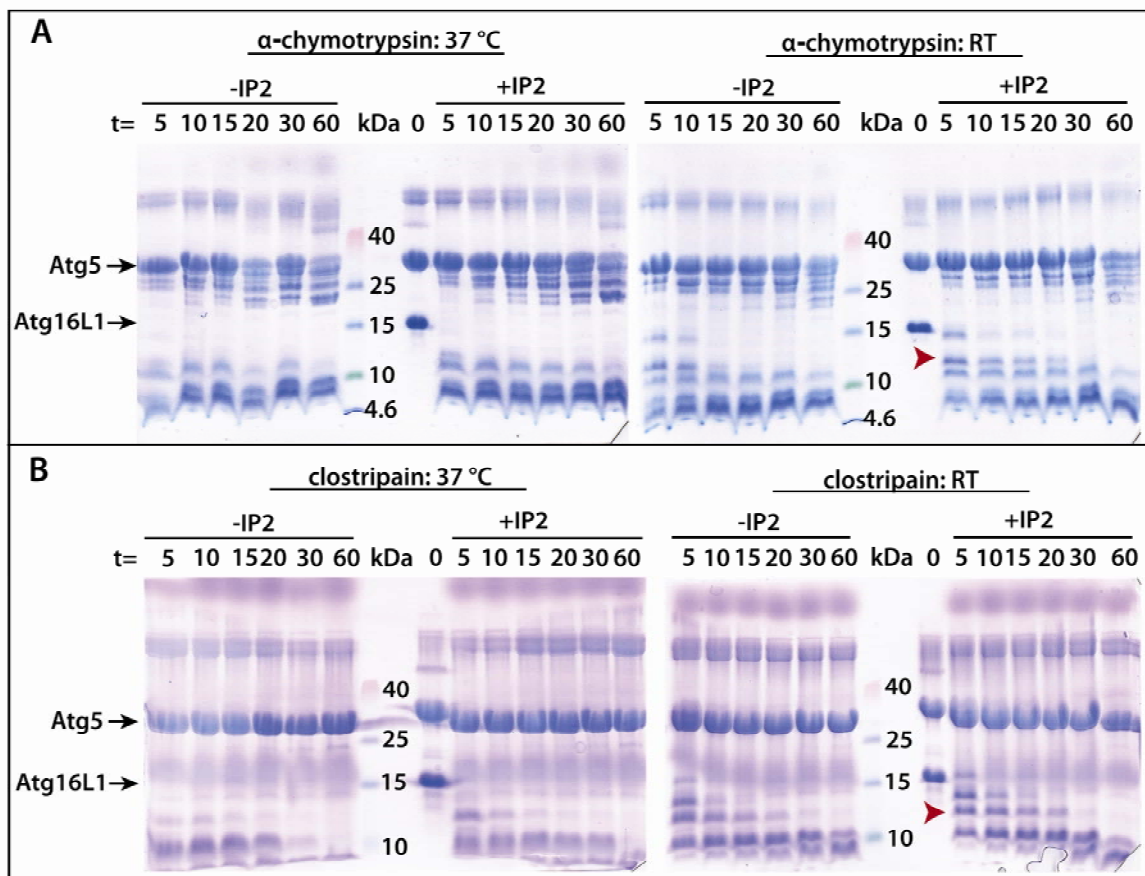 A
α-chymotrypsin: 37 °C α-chymotrypsin: RT
-IP2 +IP2 -IP2 +IP2
t= 5 10 15 20 30 60 kDa 0 5 10 15 20 30 60 5 10 15 20 30 60 kDa 0 5 10 15 20 30 60
40 40
Atg5
25 25
Atg16L1 15 15
10 10
4.6 4.6
B
clostripain: 37 °C clostripain: RT
-IP2 +IP2 -IP2 +IP2
t= 5 10 15 20 30 60 kDa 0 5 10 15 20 30 60 5 10 15 20 30 60 kDa 0 5 10 15 20 30 60
40 40
Atg5
25 25
Atg16L1 15 15
10 10